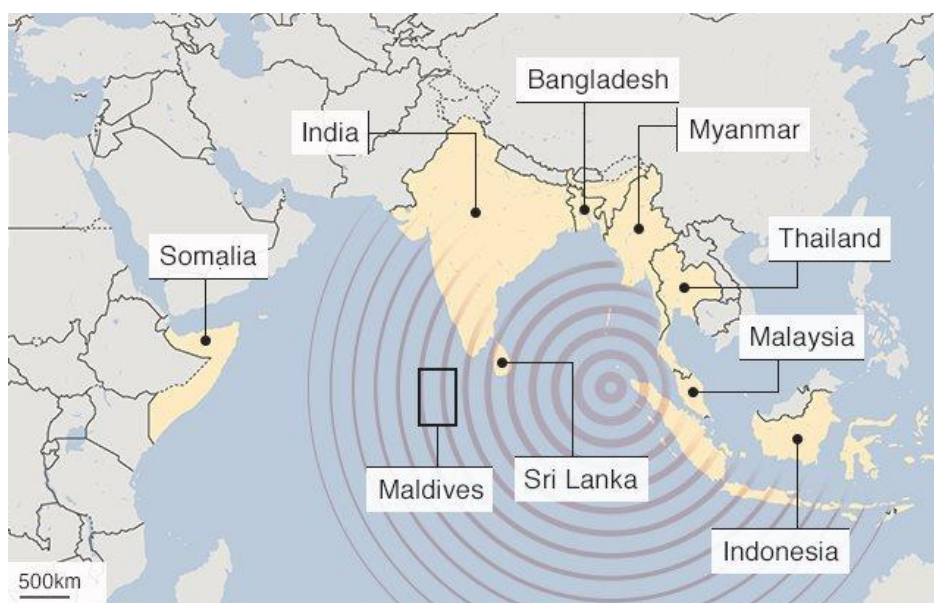 Bangladesh
India
Myanmar
Thailand
Somalia
Malaysia
Maldives
Sri Lanka
Indonesia
500km